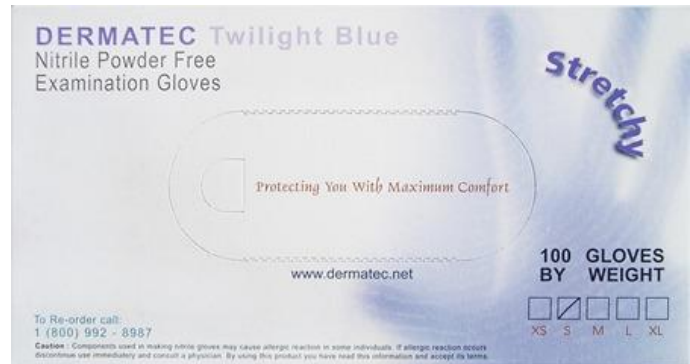 DERMATEC Twilight Blue
Nitrile Powder Free
Examination Gloves
Stretchy
Protecting You With Maximum Comfort
www.dermatec.net
100 GLOVES
BY WEIGHT
XS S M L XL
To Re-order call:
1 (800) 992 - 8987
Caution : Components used in making nitrile gloves may cause allergic reaction in some individuals. If allergic reaction occurs
discontinue use immediately and consult a physician. By using this product you have read this information and accept its terms.